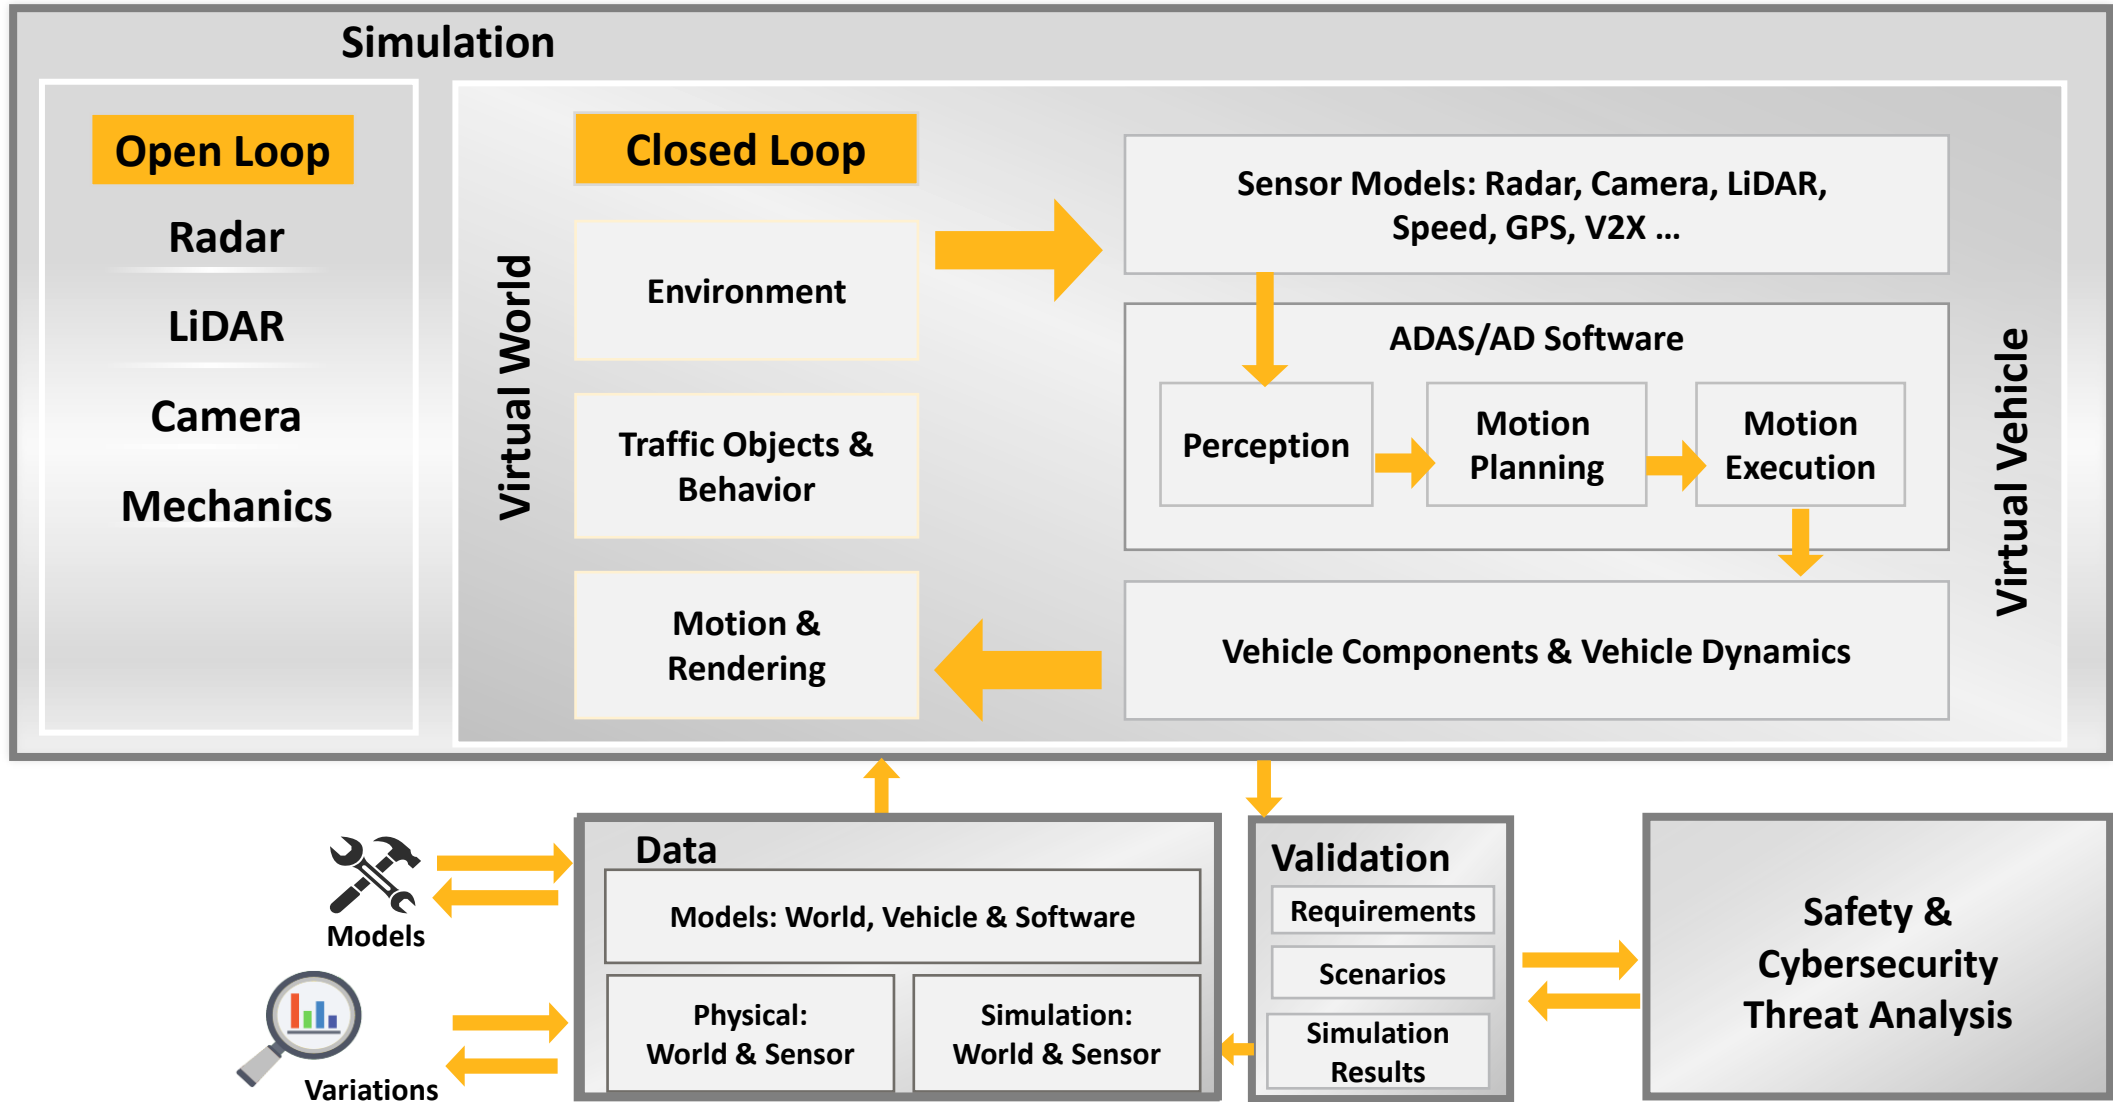 Simulation
Open Loop
Radar
LiDAR
Camera
Mechanics
Virtual World
Closed Loop
Environment
Traffic Objects &
Behavior
Motion &
Rendering
Sensor Models: Radar, Camera, LiDAR,
Speed, GPS, V2X ...
ADAS/AD Software
Perception
Motion
Planning
Motion
Execution
Vehicle Components & Vehicle Dynamics
Virtual Vehicle
Models
Variations
Data
Models: World, Vehicle & Software
Physical:
World & Sensor
Simulation:
World & Sensor
Validation
Requirements
Scenarios
Simulation
Results
Safety &
Cybersecurity
Threat Analysis